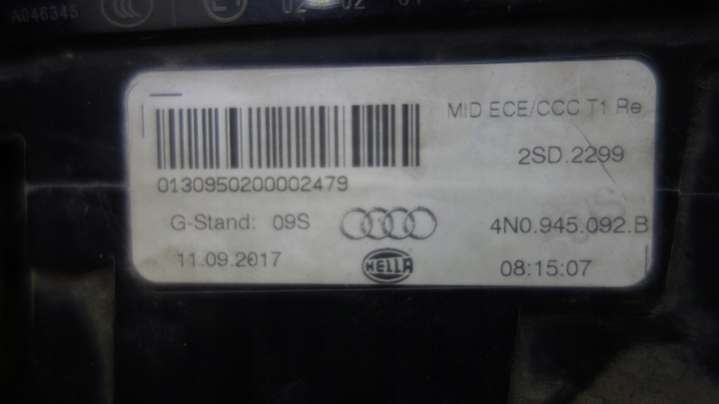 A046345
MID ECE/CCC T1 Re
2SD.2299
0130950200002479
G-Stand: 09S
4N0.945.092.B
11.09.2017
HELLA
08:15:07